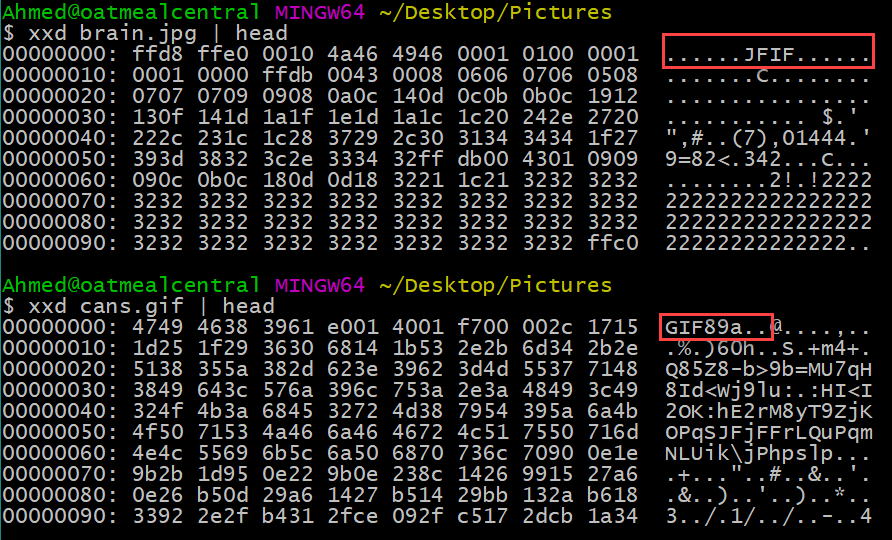 Ahmed@oatmealcentral MINGW64 ~/Desktop/Pictures
$ xxd brain.jpg | head
00000000: ffd8 ffe0 0010 4a46 4946 0001 0100 0001  ......JFIF......
00000010: 0001 0000 ffdb 0043 0008 0606 0706 0508  .......C........
00000020: 0707 0709 0908 0a0c 140d 0c0b 0b0c 1912  ................
00000030: 130f 141d 1a1f 1e1d 1a1c 1c20 242e 2720  ........... $.'
00000040: 222c 231c 1c28 3729 2c30 3134 3434 1f27  ",#..(7),01444.'
00000050: 393d 3832 3c2e 3334 32ff db00 4301 0909  9=82<.342...C...
00000060: 090c 0b0c 180d 0d18 3221 1c21 3232 3232  ........2!.!2222
00000070: 3232 3232 3232 3232 3232 3232 3232 3232  2222222222222222
00000080: 3232 3232 3232 3232 3232 3232 3232 3232  2222222222222222
00000090: 3232 3232 3232 3232 3232 3232 3232 ffc0  22222222222222..
Ahmed@oatmealcentral MINGW64 ~/Desktop/Pictures
$ xxd cans.gif | head
00000000: 4749 4638 3961 e001 4001 f700 002c 1715  GIF89a..@....,..
00000010: 1d25 1f29 3630 6814 1b53 2e2b 6d34 2b2e  .%.)60h..S.+m4+.
00000020: 5138 355a 382d 623e 3962 3d4d 5537 7148  Q85Z8-b>9b=MU7qH
00000030: 3849 643c 576a 396c 753a 2e3a 4849 3c49  8Id<Wj9lu:.:HI<I
00000040: 324f 4b3a 6845 3272 4d38 7954 395a 6a4b  2OK:hE2rM8yT9ZjK
00000050: 4f50 7153 4a46 6a46 4672 4c51 7550 716d  OPqSJFjFFrLQuPqm
00000060: 4e4c 5569 6b5c 6a50 6870 736c 7090 0e1e  NLUik\jPhpslp...
00000070: 9b2b 1d95 0e22 9b0e 238c 1426 9915 27a6  .+..."..#..&..'.
00000080: 0e26 b50d 29a6 1427 b514 29bb 132a b618  .&..)..'..)..*..
00000090: 3392 2e2f b431 2fce 092f c517 2dcb 1a34  3../.1/../..-..4